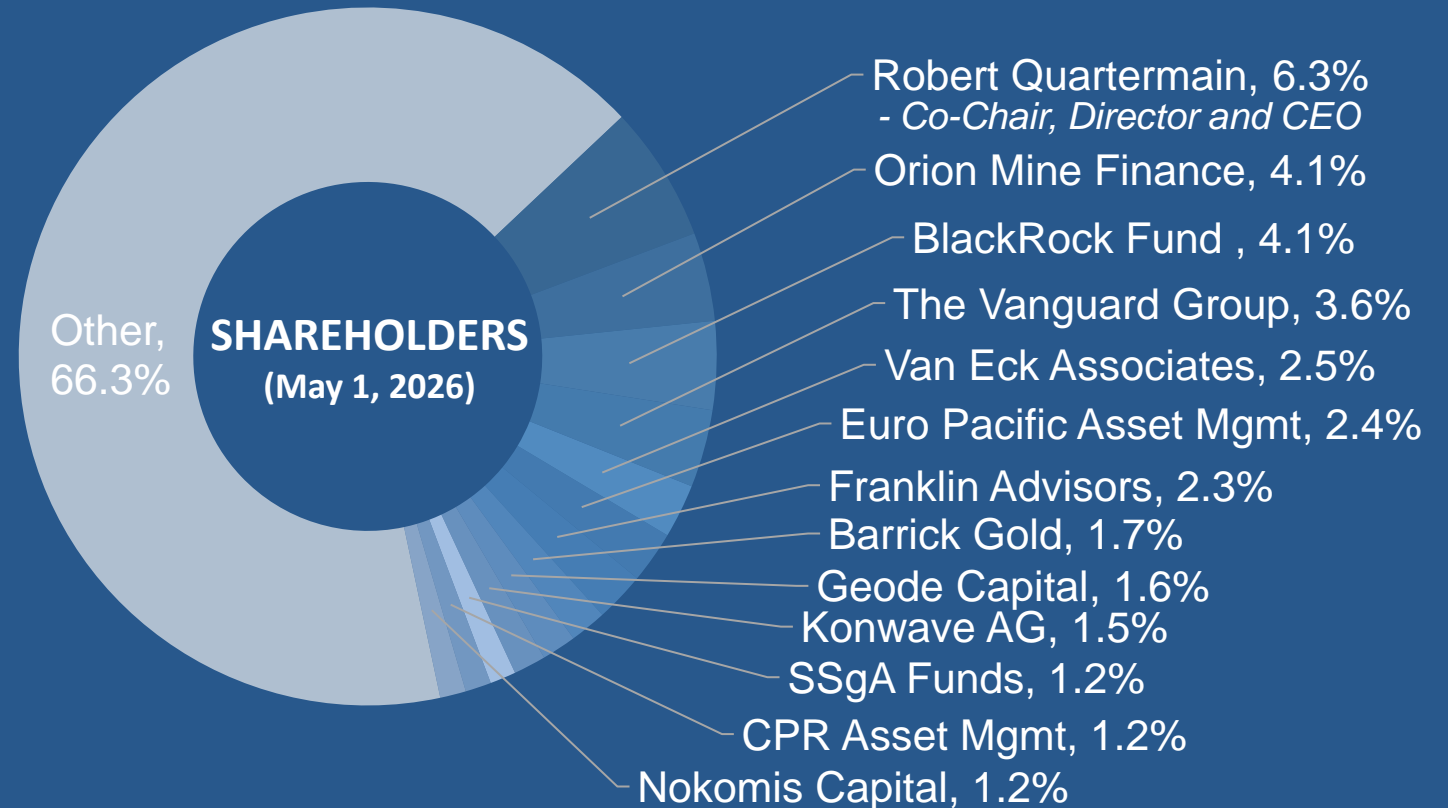 Robert Quartermain, 6.3%
- Co-Chair, Director and CEO
Orion Mine Finance, 4.1%
BlackRock Fund , 4.1%
The Vanguard Group, 3.6%
Van Eck Associates, 2.5%
Euro Pacific Asset Mgmt, 2.4%
Franklin Advisors, 2.3%
Barrick Gold, 1.7%
Geode Capital, 1.6%
Konwave AG, 1.5%
SSgA Funds, 1.2%
CPR Asset Mgmt, 1.2%
Nokomis Capital, 1.2%
Other,
66.3%
SHAREHOLDERS
(May 1, 2026)